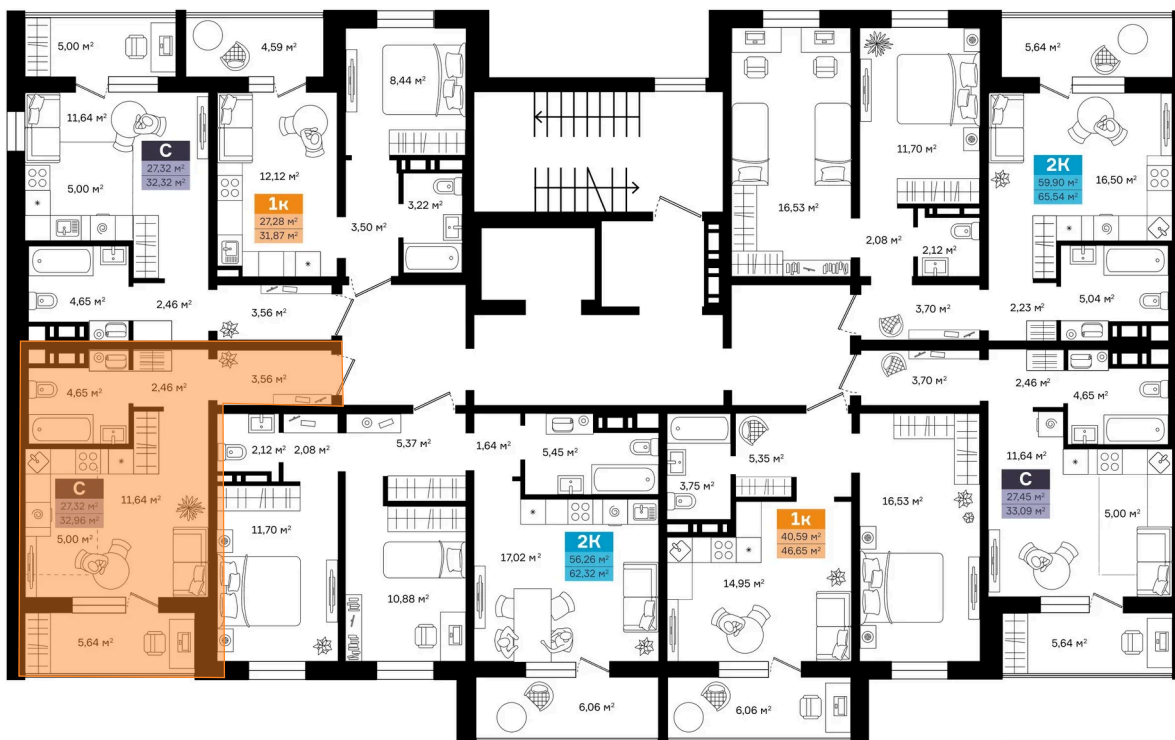 5,00 м²
4,59 м²
8,44 м²
5,64 м²
11,64 м²
С
27,32 м²
32,32 м²
5,00 м²
12,12 м²
1к
27,28 м²
31,87 м²
3,50 м²
3,22 м²
16,53 м²
11,70 м²
2К
59,90 м²
65,54 м²
16,50 м²
2,08 м²
2,12 м²
4,65 м²
2,46 м²
3,56 м²
3,70 м²
2,23 м²
5,04 м²
4,65 м²
2,46 м²
3,56 м²
3,70 м²
2,46 м²
4,65 м²
2,12 м²
2,08 м²
5,37 м²
1,64 м²
5,45 м²
3,75 м²
5,35 м²
16,53 м²
11,64 м²
С
27,45 м²
33,09 м²
5,00 м²
С
27,32 м²
32,96 м²
11,64 м²
5,00 м²
11,70 м²
10,88 м²
17,02 м²
2К
56,26 м²
62,32 м²
1к
40,59 м²
46,65 м²
14,95 м²
5,64 м²
5,64 м²
6,06 м²
6,06 м²